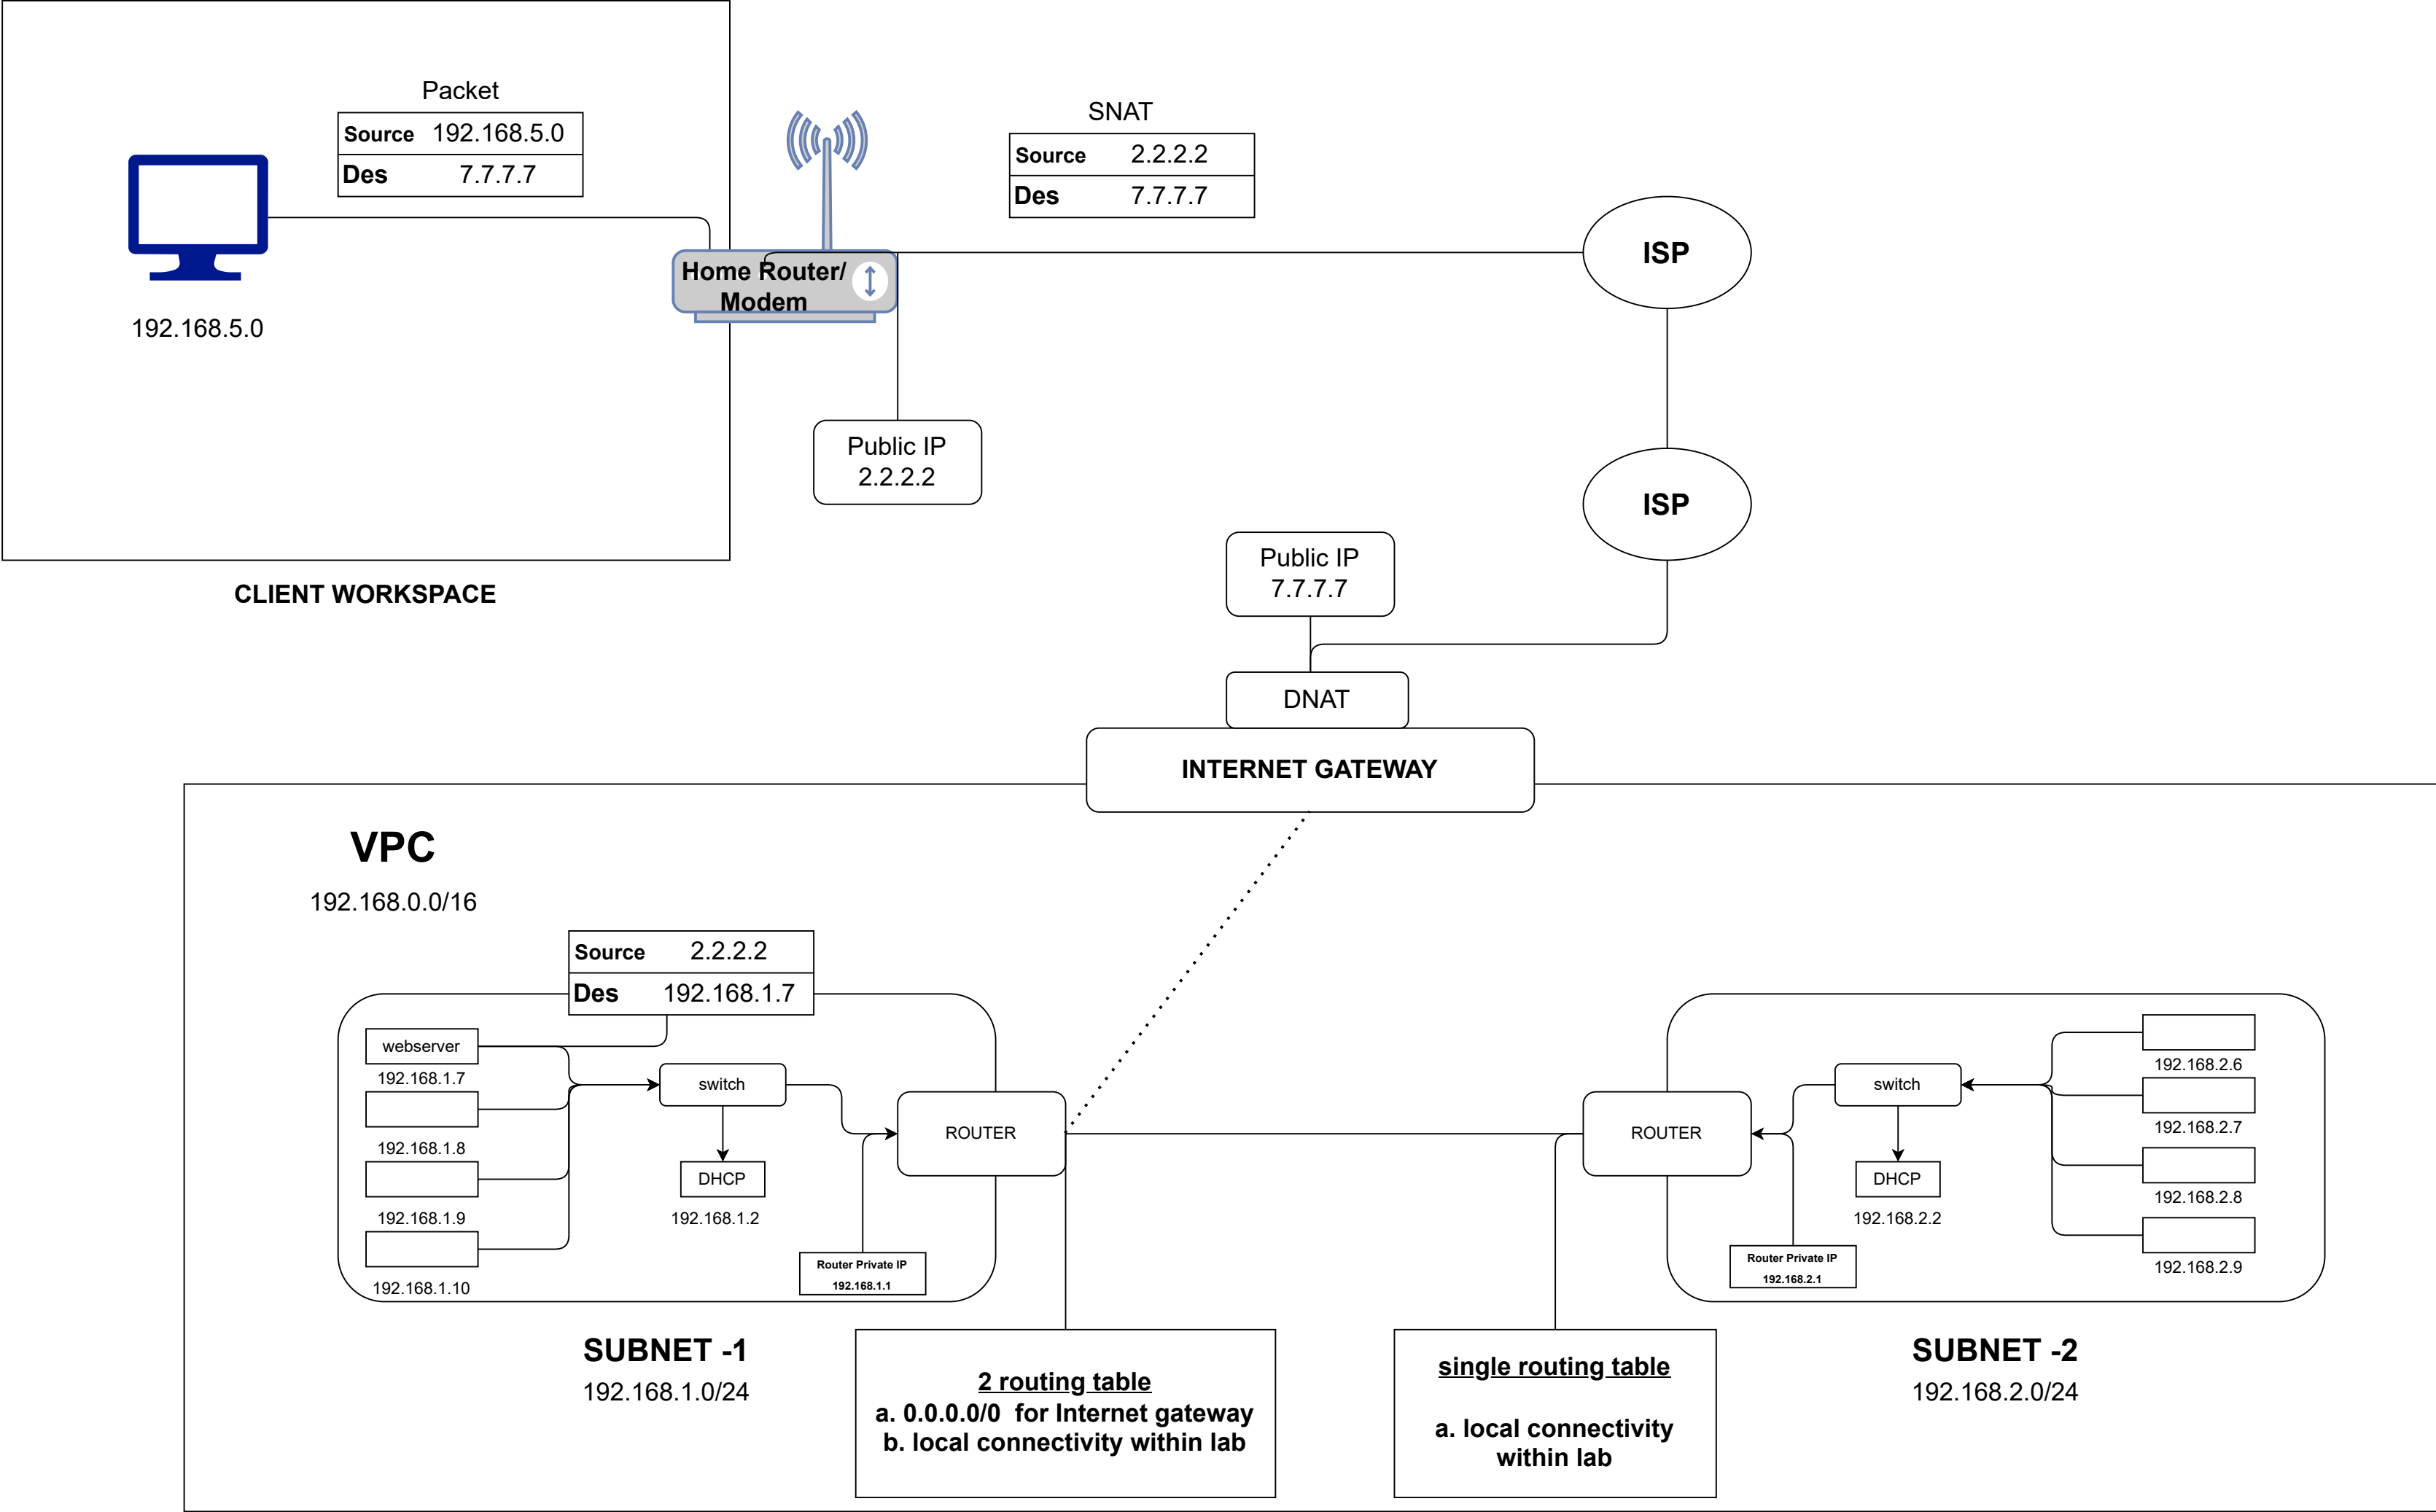 Packet
Source 192.168.5.0
Des 7.7.7.7
192.168.5.0
CLIENT WORKSPACE
Home Router/
Modem
SNAT
Source 2.2.2.2
Des 7.7.7.7
Public IP
2.2.2.2
ISP
ISP
Public IP
7.7.7.7
DNAT
INTERNET GATEWAY
VPC
192.168.0.0/16
Source 2.2.2.2
Des 192.168.1.7
webserver
192.168.1.7
192.168.1.8
192.168.1.9
192.168.1.10
switch
DHCP
192.168.1.2
Router Private IP
192.168.1.1
ROUTER
SUBNET -1
192.168.1.0/24
2 routing table
a. 0.0.0.0/0 for Internet gateway
b. local connectivity within lab
single routing table
a. local connectivity
within lab
ROUTER
switch
DHCP
192.168.2.2
Router Private IP
192.168.2.1
192.168.2.6
192.168.2.7
192.168.2.8
192.168.2.9
SUBNET -2
192.168.2.0/24